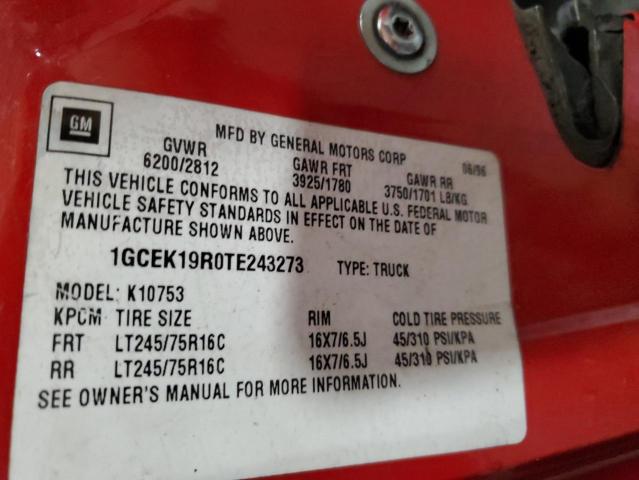 GM
MFD BY GENERAL MOTORS CORP 06/96
GVWR GAWR FRT GAWR RR
6200/2812 3925/1780 3750/1701 LB/KG
THIS VEHICLE CONFORMS TO ALL APPLICABLE U.S. FEDERAL MOTOR
VEHICLE SAFETY STANDARDS IN EFFECT ON THE DATE OF
MANUFACTURE SHOWN ABOVE.
1GCEK19R0TE243273 TYPE: TRUCK
MODEL: K10753
KPCM TIRE SIZE RIM COLD TIRE PRESSURE
FRT LT245/75R16C 16X7/6.5J 45/310 PSI/KPA
RR LT245/75R16C 16X7/6.5J 45/310 PSI/KPA
SEE OWNER'S MANUAL FOR MORE INFORMATION.